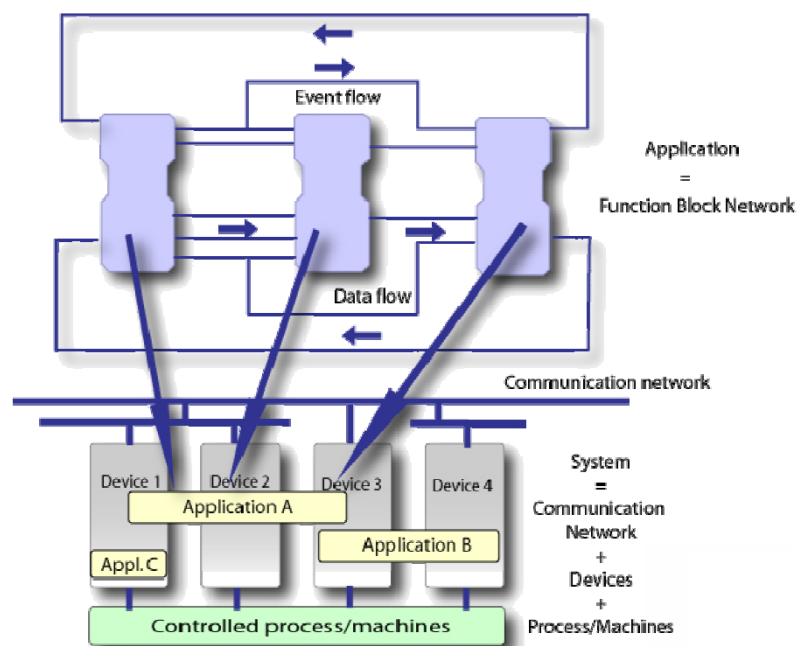 Event flow
Application
=
Function Block Network
Data flow
Communication network
Device 1
Device 2
Device 3
Device 4
Application A
Application B
Appl. C
System
=
Communication
Network
+
Devices
+
Process/Machines
Controlled process/machines